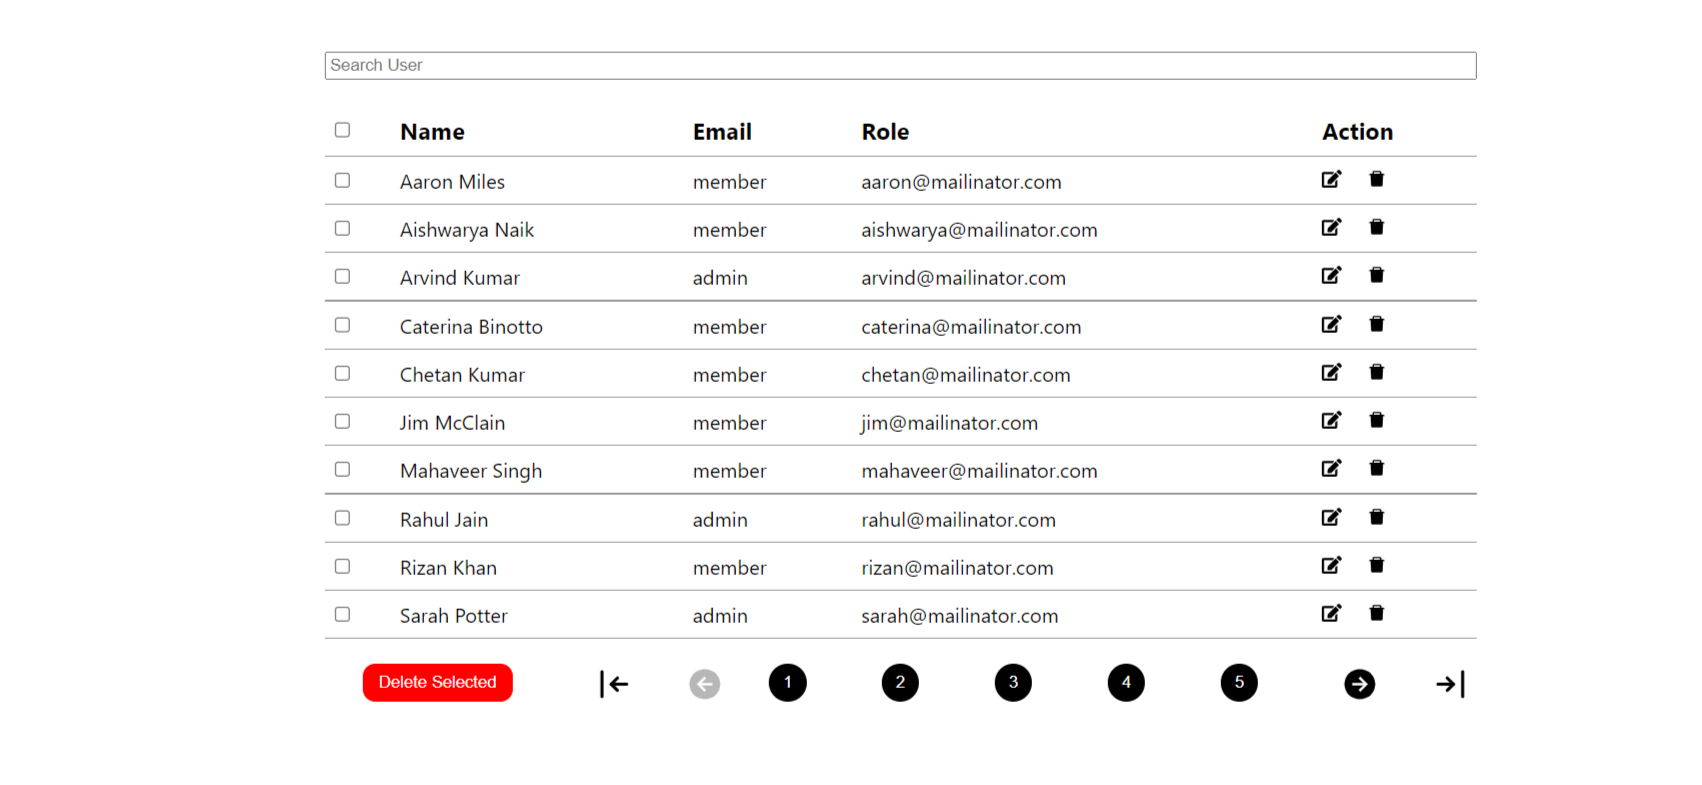 Search User
Name Email Role Action
Aaron Miles member aaron@mailinator.com
Aishwarya Naik member aishwarya@mailinator.com
Arvind Kumar admin arvind@mailinator.com
Caterina Binotto member caterina@mailinator.com
Chetan Kumar member chetan@mailinator.com
Jim McClain member jim@mailinator.com
Mahaveer Singh member mahaveer@mailinator.com
Rahul Jain admin rahul@mailinator.com
Rizan Khan member rizan@mailinator.com
Sarah Potter admin sarah@mailinator.com
Delete Selected 1 2 3 4 5